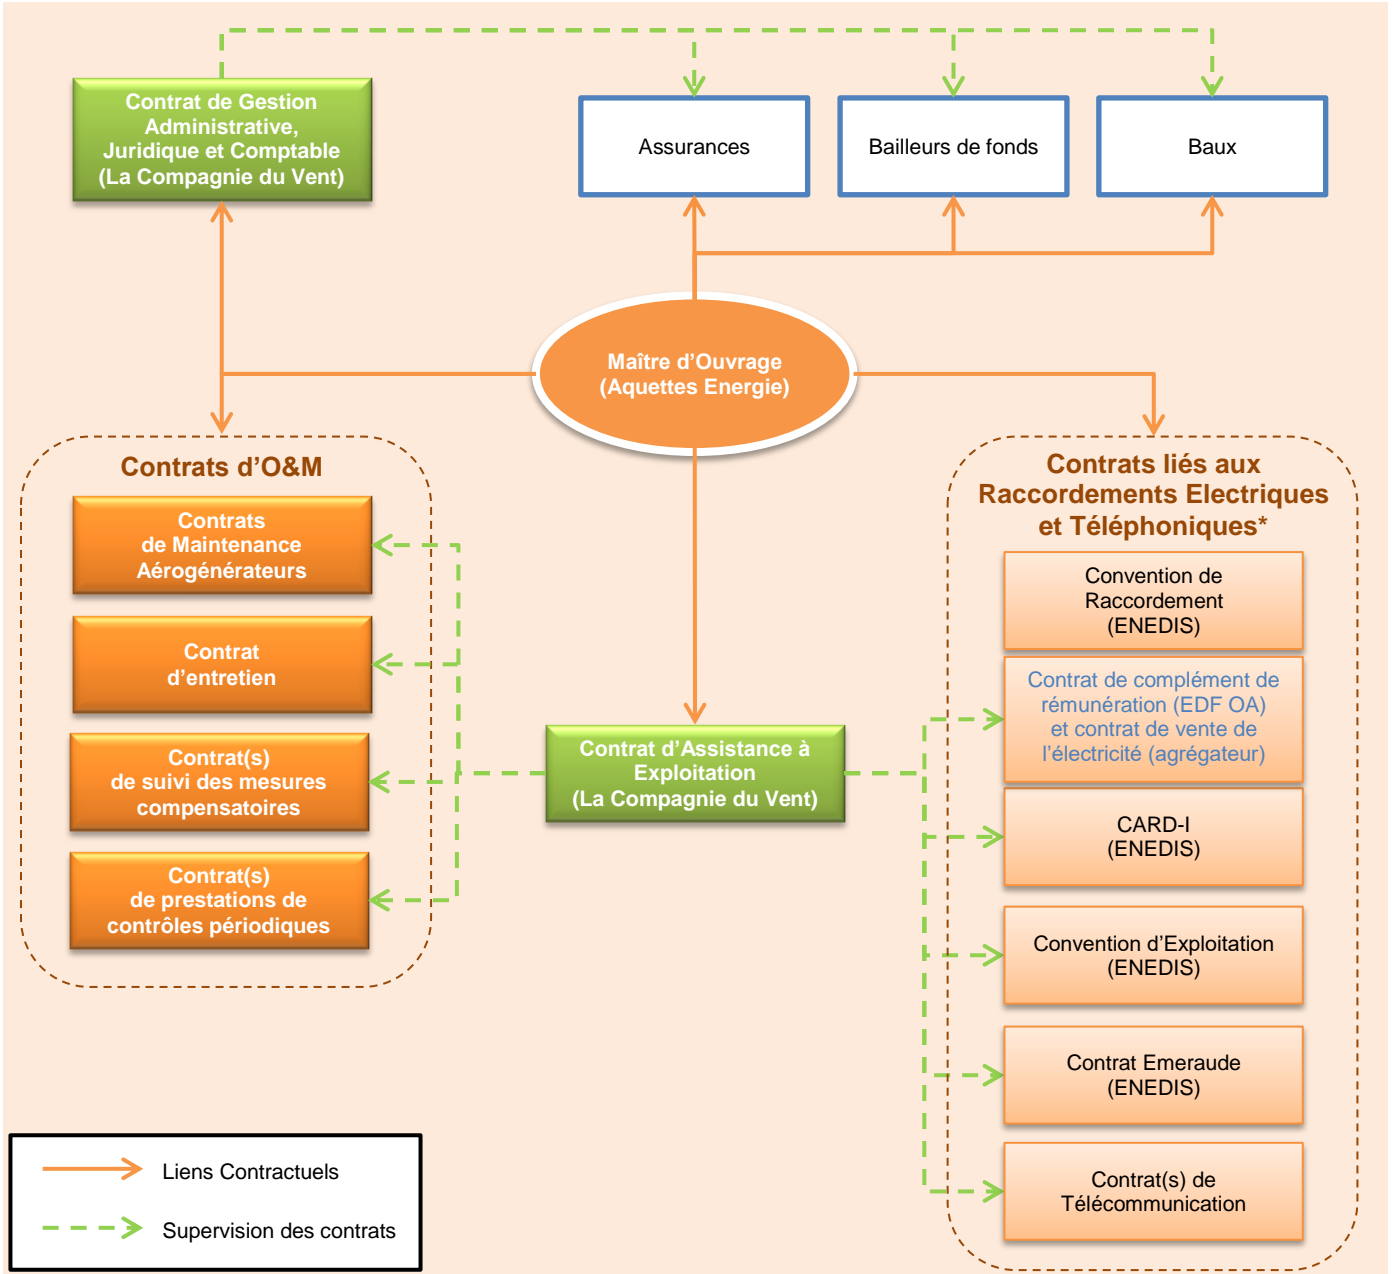 Contrat de Gestion
Administrative,
Juridique et Comptable
(La Compagnie du Vent)
Assurances
Bailleurs de fonds
Baux
Maître d’Ouvrage
(Aquettes Energie)
Contrats d’O&M
Contrats
de Maintenance
Aérogénérateurs
Contrat
d’entretien
Contrat(s)
de suivi des mesures
compensatoires
Contrat(s)
de prestations de
contrôles périodiques
Contrat d’Assistance à
Exploitation
(La Compagnie du Vent)
Contrats liés aux
Raccordements Electriques
et Téléphoniques*
Convention de
Raccordement
(ENEDIS)
Contrat de complément de
rémunération (EDF OA)
et contrat de vente de
l’électricité (agrégateur)
CARD-I
(ENEDIS)
Convention d’Exploitation
(ENEDIS)
Contrat Emeraude
(ENEDIS)
Contrat(s) de
Télécommunication
Liens Contractuels
Supervision des contrats